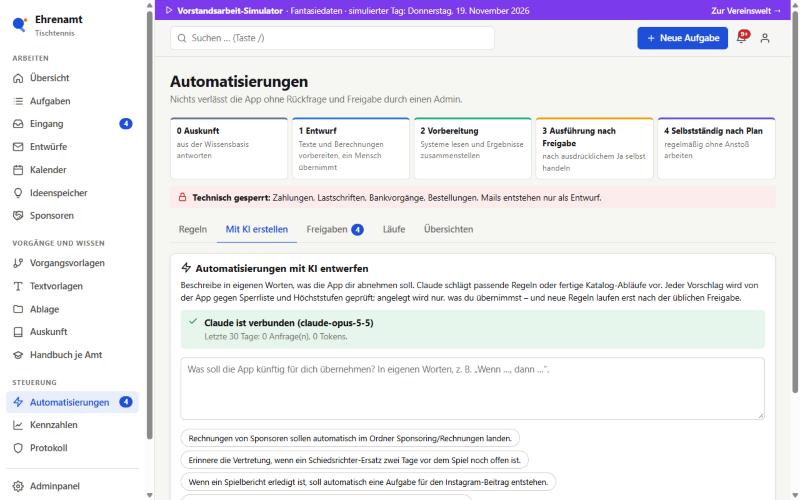 Ehrenamt
Tischtennis
ARBEITEN
Übersicht
Aufgaben
Eingang 4
Entwürfe
Kalender
Ideenspeicher
Sponsoren
VORGÄNGE UND WISSEN
Vorgangsvorlagen
Textvorlagen
Ablage
Auskunft
Handbuch je Amt
STEUERUNG
Automatisierungen 4
Kennzahlen
Protokoll
Adminpanel
Vorstandsarbeit-Simulator · Fantasiedaten · simulierter Tag: Donnerstag, 19. November 2026
Zur Vereinswelt →
Suchen ... (Taste /)
+ Neue Aufgabe
9+
Automatisierungen
Nichts verlässt die App ohne Rückfrage und Freigabe durch einen Admin.
0 Auskunft
aus der Wissensbasis
antworten
1 Entwurf
Texte und Berechnungen
vorbereiten, ein Mensch
übernimmt
2 Vorbereitung
Systeme lesen und Ergebnisse
zusammenstellen
3 Ausführung nach
Freigabe
nach ausdrücklichem Ja selbst
handeln
4 Selbstständig nach Plan
regelmäßig ohne Anstoß
arbeiten
Technisch gesperrt: Zahlungen, Lastschriften, Bankvorgänge, Bestellungen. Mails entstehen nur als Entwurf.
Regeln
Mit KI erstellen
Freigaben 4
Läufe
Übersichten
Automatisierungen mit KI entwerfen
Beschreibe in eigenen Worten, was die App dir abnehmen soll. Claude schlägt passende Regeln oder fertige Katalog-Abläufe vor. Jeder Vorschlag wird von
der App gegen Sperrliste und Höchststufen geprüft; angelegt wird nur, was du übernimmst – und neue Regeln laufen erst nach der üblichen Freigabe.
Claude ist verbunden (claude-opus-5-5)
Letzte 30 Tage: 0 Anfrage(n), 0 Tokens.
Was soll die App künftig für dich übernehmen? In eigenen Worten, z. B. „Wenn ..., dann ...“.
Rechnungen von Sponsoren sollen automatisch im Ordner Sponsoring/Rechnungen landen.
Erinnere die Vertretung, wenn ein Schiedsrichter-Ersatz zwei Tage vor dem Spiel noch offen ist.
Wenn ein Spielbericht erledigt ist, soll automatisch eine Aufgabe für den Instagram-Beitrag entstehen.